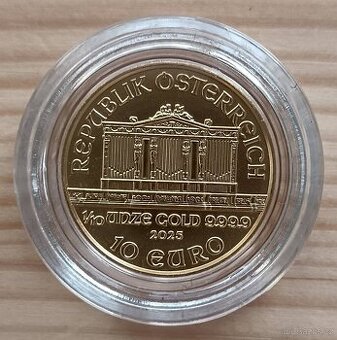 REPUBLIK ÖSTERREICH
1/10 UNZE GOLD 999.9
2025
10 EURO